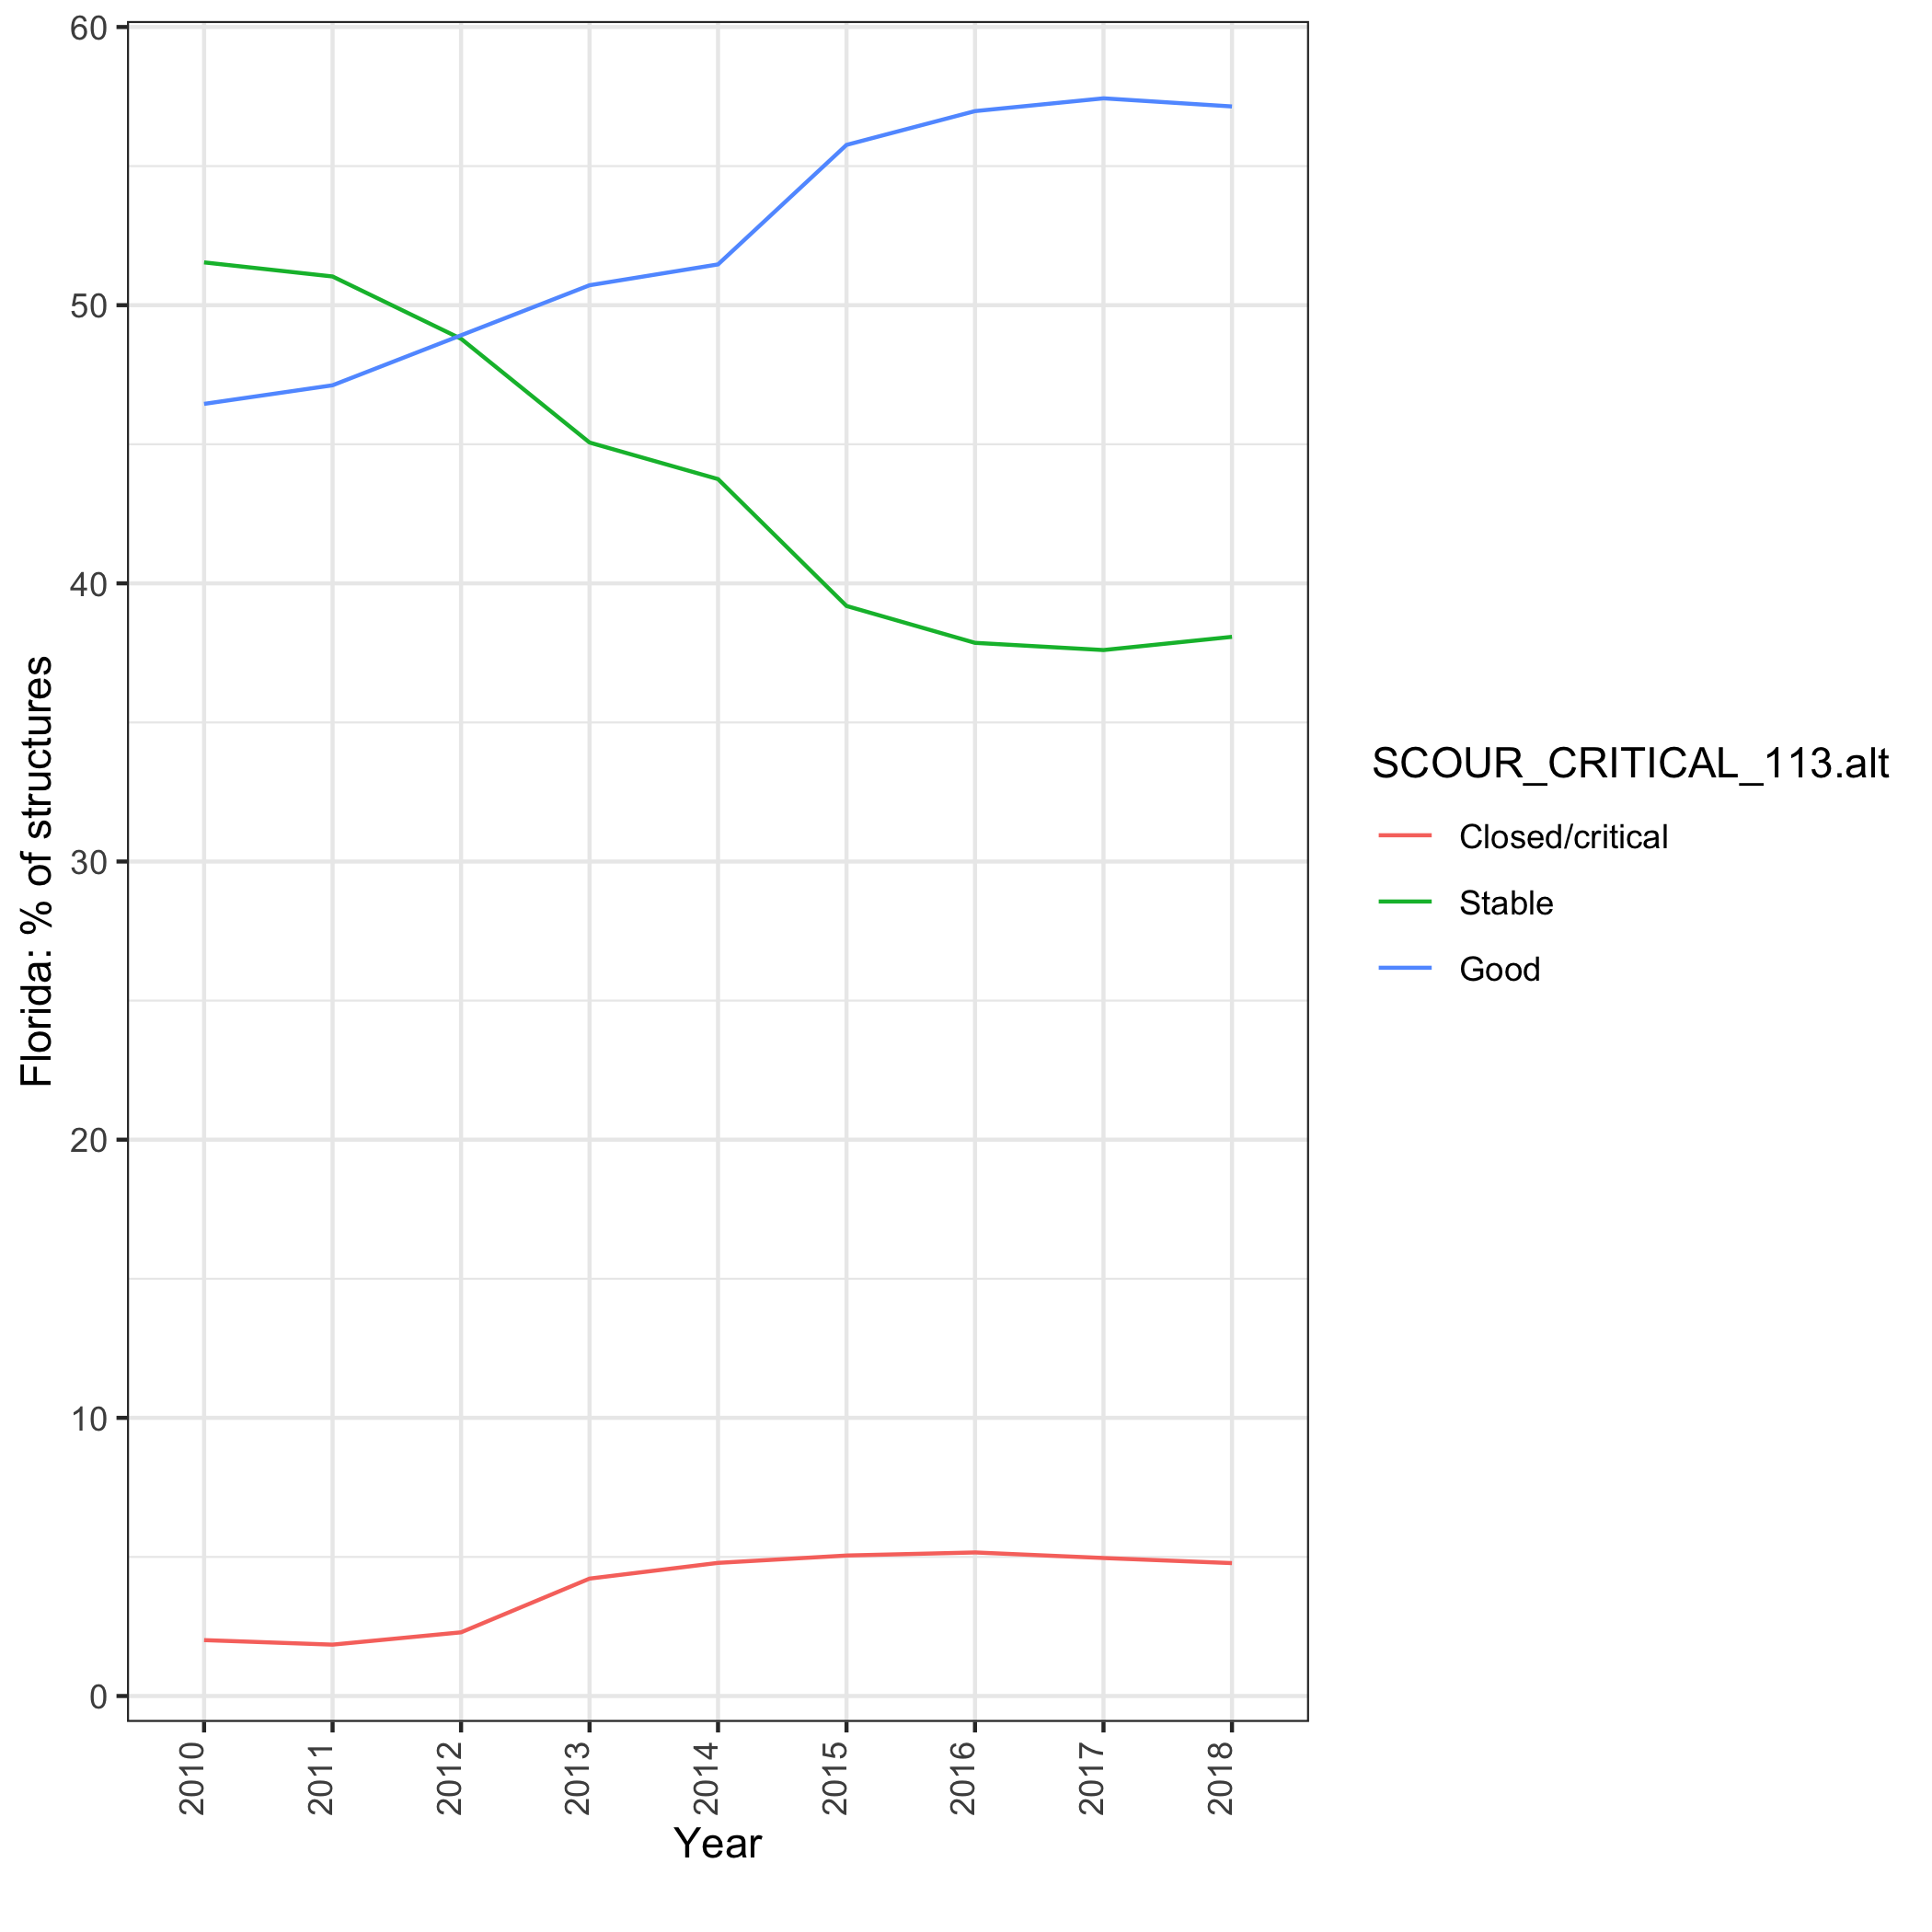 60
50
40
30
20
10
0
Florida: % of structures
2010
2011
2012
2013
2014
2015
2016
2017
2018
Year
SCOUR_CRITICAL_113.alt
Closed/critical
Stable
Good